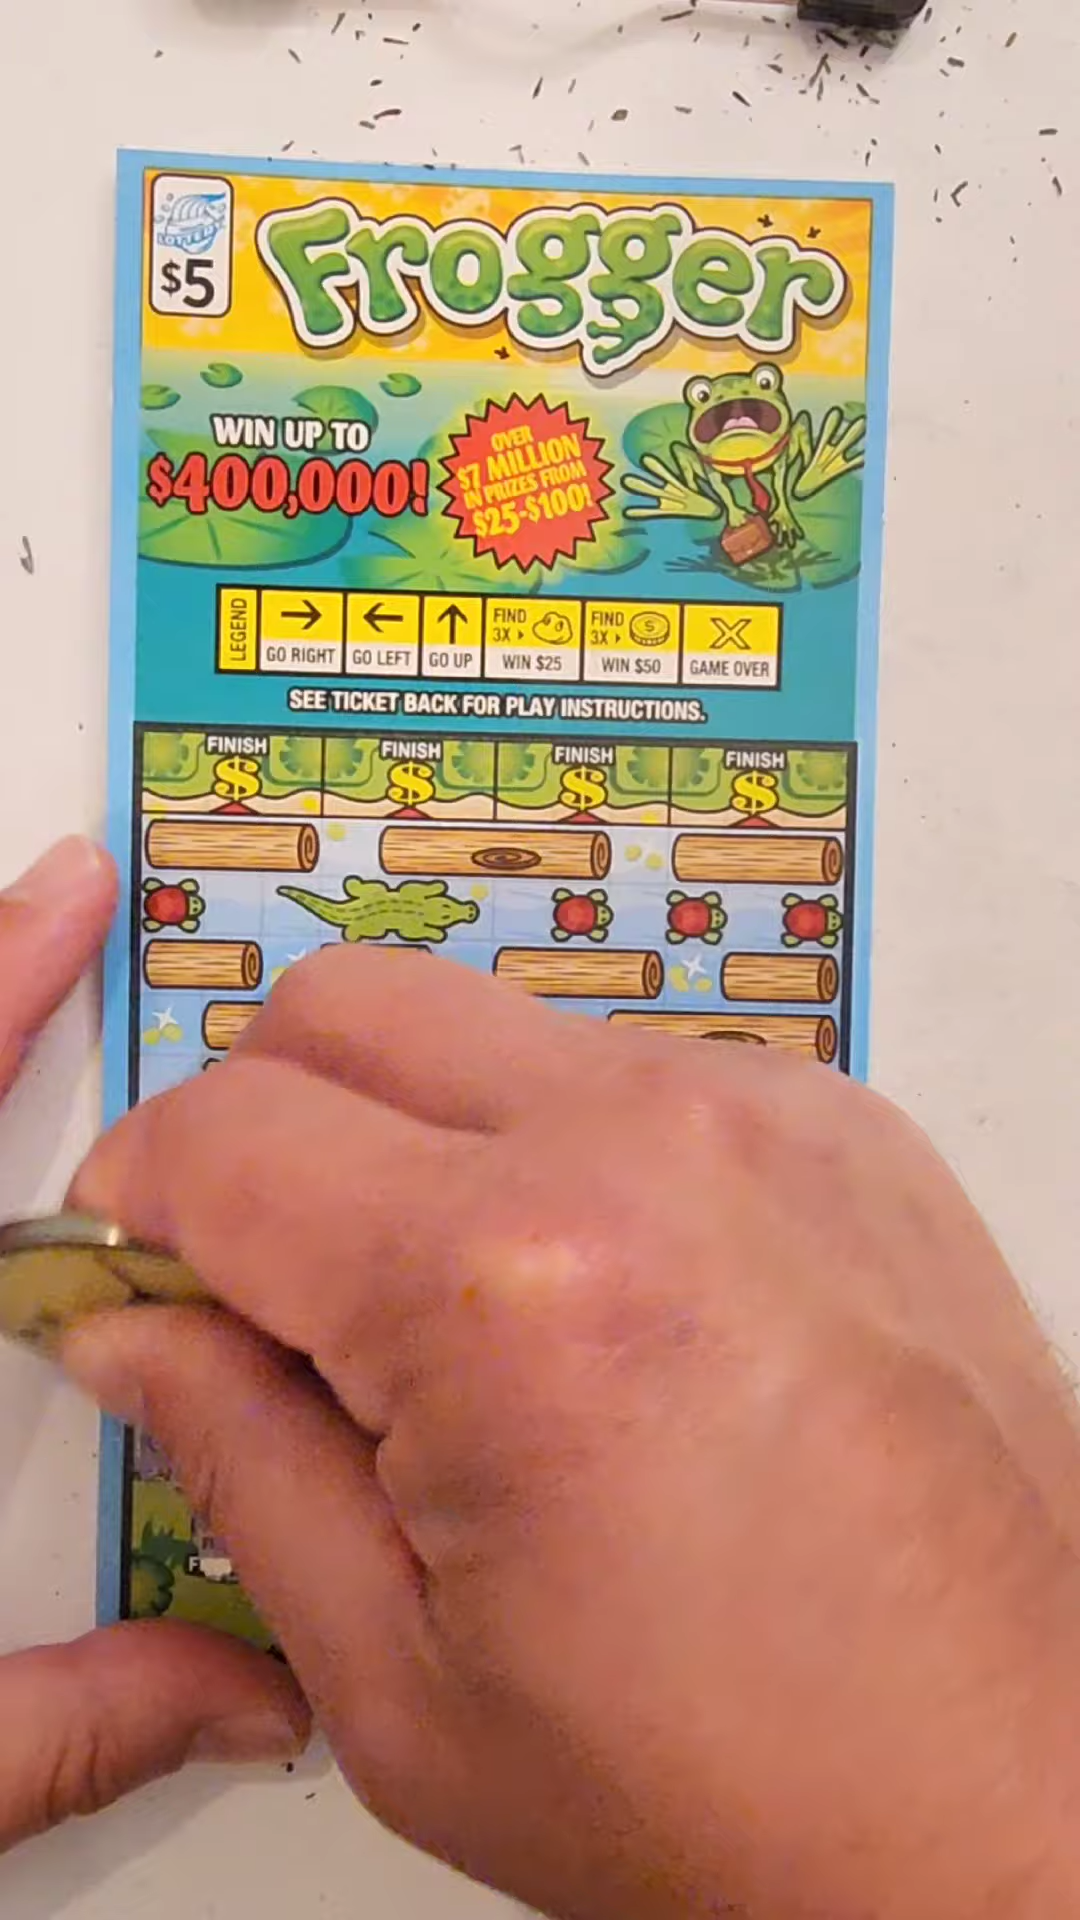 LOTTERY
$5
Frogger
WIN UP TO
$400,000!
OVER
$7 MILLION
IN PRIZES FROM
$25-$100!
LEGEND
GO RIGHT
GO LEFT
GO UP
FIND
3X
WIN $25
FIND
3X
$
WIN $50
X
GAME OVER
SEE TICKET BACK FOR PLAY INSTRUCTIONS.
FINISH FINISH FINISH FINISH
$ $ $ $